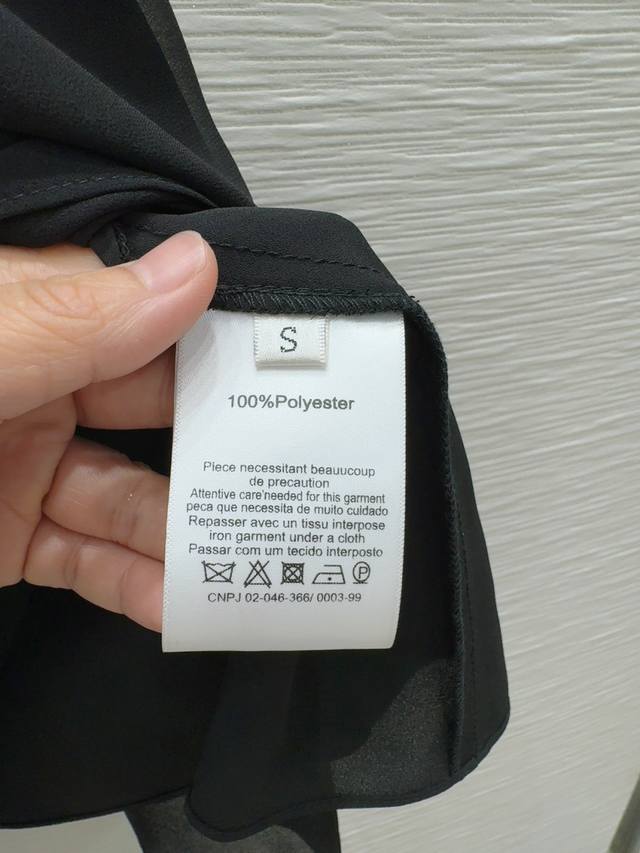 S
100%Polyester
Piece necessitant beauucoup
de precaution
Attentive care'needed for this garment
peca que necessita de muito cuidado
Repasser avec un tissu interpose
iron garment under a cloth
Passar com um tecido interposto
P
CNPJ 02-046-366/ 0003-99